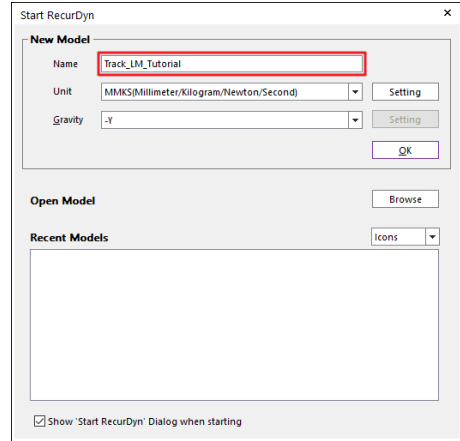 Start RecurDyn
New Model
Name Track_LM_Tutorial
Unit MMKS(Millimeter/Kilogram/Newton/Second) Setting
Gravity -Y Setting
OK
Open Model Browse
Recent Models Icons
Show 'Start RecurDyn' Dialog when starting